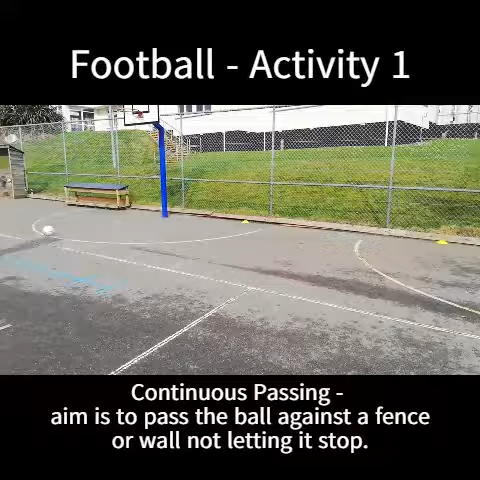 Football - Activity 1
Continuous Passing -
aim is to pass the ball against a fence
or wall not letting it stop.